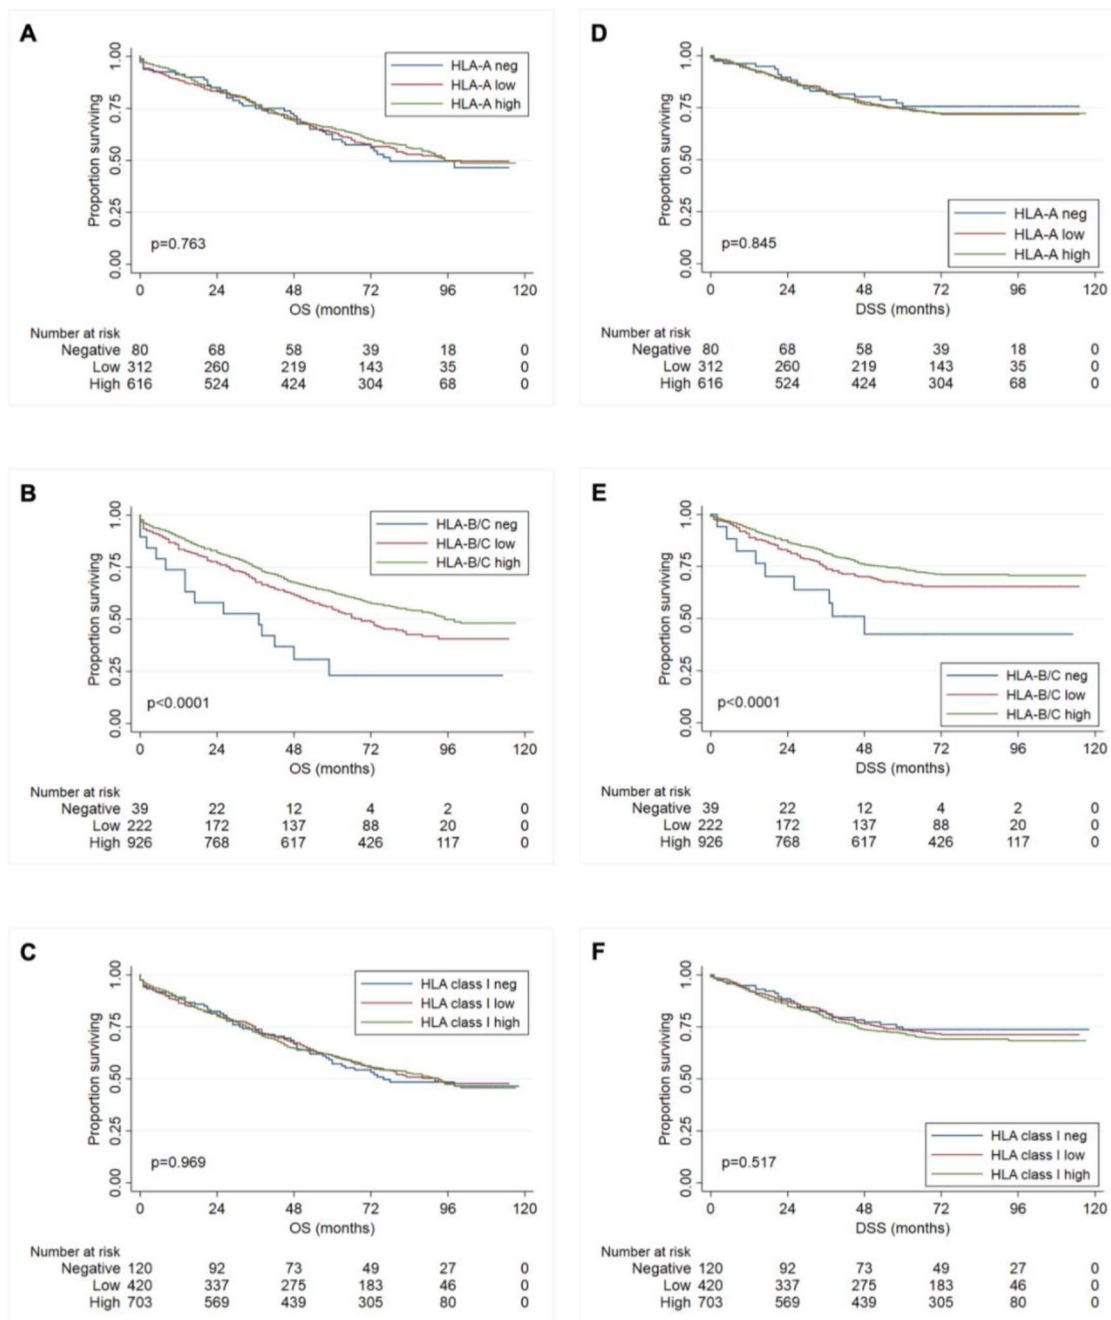 A
1.00
0.75
0.50
0.25
0.00
Proportion surviving
HLA-A neg
HLA-A low
HLA-A high
p=0.763
0 24 48 72 96 120
OS (months)
Number at risk
Negative 80 68 58 39 18 0
Low 312 260 219 143 35 0
High 616 524 424 304 68 0
D
1.00
0.75
0.50
0.25
0.00
Proportion surviving
HLA-A neg
HLA-A low
HLA-A high
p=0.845
0 24 48 72 96 120
DSS (months)
Number at risk
Negative 80 68 58 39 18 0
Low 312 260 219 143 35 0
High 616 524 424 304 68 0
B
1.00
0.75
0.50
0.25
0.00
Proportion surviving
HLA-B/C neg
HLA-B/C low
HLA-B/C high
p<0.0001
0 24 48 72 96 120
OS (months)
Number at risk
Negative 39 22 12 4 2 0
Low 222 172 137 88 20 0
High 926 768 617 426 117 0
E
1.00
0.75
0.50
0.25
0.00
Proportion surviving
HLA-B/C neg
HLA-B/C low
HLA-B/C high
p<0.0001
0 24 48 72 96 120
DSS (months)
Number at risk
Negative 39 22 12 4 2 0
Low 222 172 137 88 20 0
High 926 768 617 426 117 0
C
1.00
0.75
0.50
0.25
0.00
Proportion surviving
HLA class I neg
HLA class I low
HLA class I high
p=0.969
0 24 48 72 96 120
OS (months)
Number at risk
Negative 120 92 73 49 27 0
Low 420 337 275 183 46 0
High 703 569 439 305 80 0
F
1.00
0.75
0.50
0.25
0.00
Proportion surviving
HLA class I neg
HLA class I low
HLA class I high
p=0.517
0 24 48 72 96 120
DSS (months)
Number at risk
Negative 120 92 73 49 27 0
Low 420 337 275 183 46 0
High 703 569 439 305 80 0